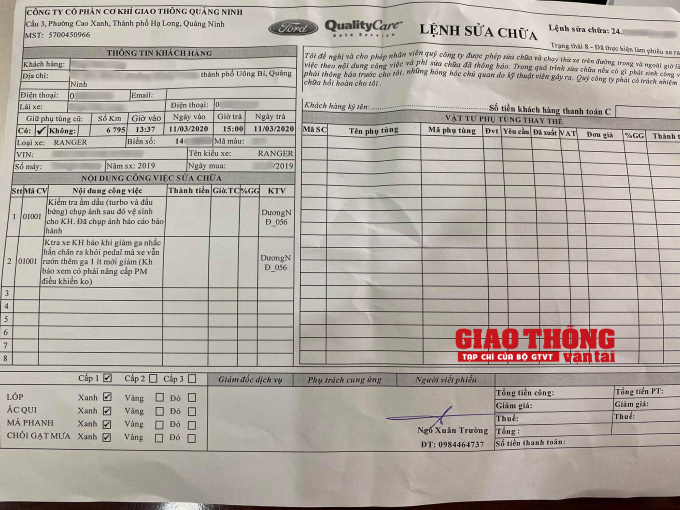 CÔNG TY CỔ PHẦN CƠ KHÍ GIAO THÔNG QUẢNG NINH
Cầu 3, Phường Cao Xanh, Thành phố Hạ Long, Quảng Ninh
MST: 5700450966
Ford
QualityCare
Auto Service
LỆNH SỬA CHỮA
Lệnh sửa chữa: 24.
Trạng thái 8 - Đã thực hiện làm phiếu xe ra
THÔNG TIN KHÁCH HÀNG
Khách hàng:
Địa chỉ: thành phố Uông Bí, Quảng
Ninh
Điện thoại: 0 Email:
Lái xe: Điện thoại: 0
Giữ phụ tùng cũ: Số Km Giờ vào Ngày vào Giờ trả Ngày trả
Có: ✓ Không: 6 795 13:37 11/03/2020 15:00 11/03/2020
Loại xe: RANGER Biển số: 14 Mã màu:
VIN: Tên kiểu xe: RANGER
Số máy: Năm sx: 2019 Ngày mua: /2019
Tôi đề nghị và cho phép nhân viên quý công ty được phép sửa chữa và chạy thử xe trên đường trong và ngoài giờ là
việc theo nội dung công việc và phí sửa chữa đã thông báo. Trong quá trình sửa chữa nếu có gì phát sinh công v
phải thông báo trước cho tôi, những hỏng hóc chủ quan do kỹ thuật viên gây ra. Quý công ty phải có trách nhiệm
chữa bồi hoàn cho tôi.
Khách hàng ký tên: Số tiền khách hàng thanh toán C
NỘI DUNG CÔNG VIỆC SỬA CHỮA
Stt Mã CV Nội dung công việc Thành tiền Giờ.TC %GG KTV
1 01001 Kiểm tra ẩm dầu (turbo và đầu
bứng) chụp ảnh sau đó vệ sinh
cho KH. Đã chụp ảnh báo cáo bảo
hành
DươngN
Đ_056
2 01001 Ktra xe KH báo khi giảm ga nhấc
hẳn chân ra khỏi pedal mà xe vẫn
rướn thêm ga 1 ít mới giảm (Kh
báo xem có phải nâng cấp PM
điều khiển ko)
DươngN
Đ_056
3
4
5
6
7
8
VẬT TƯ PHỤ TÙNG THAY THẾ
Mã SC Tên phụ tùng Mã phụ tùng Đvt Yêu cầu Đã xuất VAT Đơn giá %GG Thành t
GIAO THÔNG
TẠP CHÍ CỦA BỘ GTVT vận tải
Cấp 1 ✓ Cấp 2 Cấp 3
LỐP Xanh ✓ Vàng Đỏ
ẮC QUI Xanh ✓ Vàng Đỏ
MÁ PHANH Xanh ✓ Vàng Đỏ
CHỔI GẠT MƯA Xanh ✓ Vàng Đỏ
Giám đốc dịch vụ Phụ trách cung ứng Người viết phiếu
Ngô Xuân Trường
ĐT: 0984464737
Tổng tiền công: Tổng tiền PT:
Giảm giá: Giảm giá:
Thuế: Thuế:
Tổng :
Số tiền thanh toán: